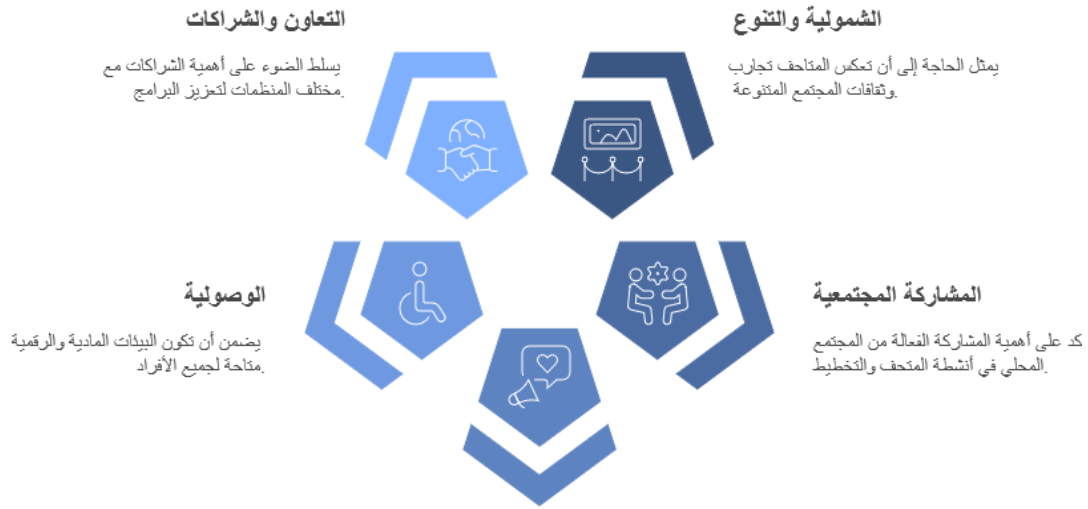 الشمولية والتنوع
يمثل الحاجة إلى أن تعكس المتاحف تجارب
وثقافات المجتمع المتنوعة.
التعاون والشراكات
يسلط الضوء على أهمية الشراكات مع
مختلف المنظمات لتعزيز البرامج.
المشاركة المجتمعية
كد على أهمية المشاركة الفعالة من المجتمع
المحلي في أنشطة المتحف والتخطيط.
الوصولية
يضمن أن تكون البيئات المادية والرقمية
متاحة لجميع الأفراد.